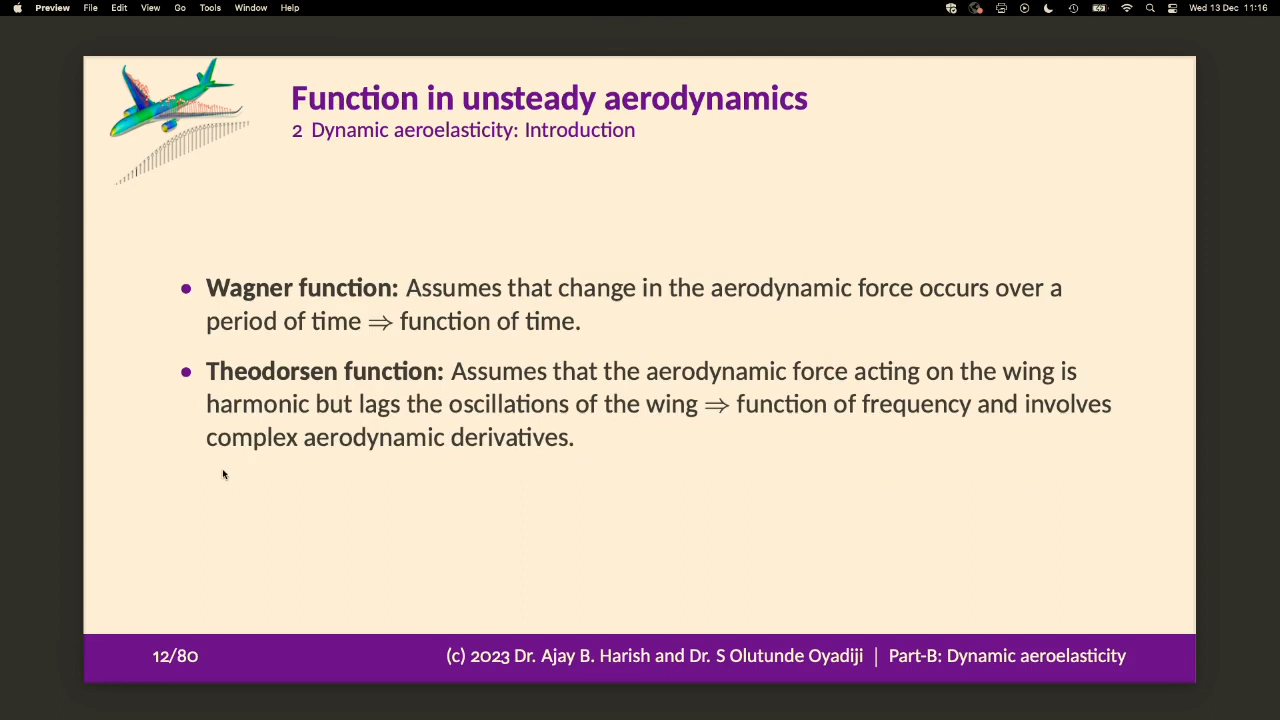 Preview File Edit View Go Tools Window Help Wed 13 Dec 11:16
Function in unsteady aerodynamics
2 Dynamic aeroelasticity: Introduction
• Wagner function: Assumes that change in the aerodynamic force occurs over a
period of time ⇒ function of time.
• Theodorsen function: Assumes that the aerodynamic force acting on the wing is
harmonic but lags the oscillations of the wing ⇒ function of frequency and involves
complex aerodynamic derivatives.
12/80 (c) 2023 Dr. Ajay B. Harish and Dr. S Olutunde Oyadiji | Part-B: Dynamic aeroelasticity